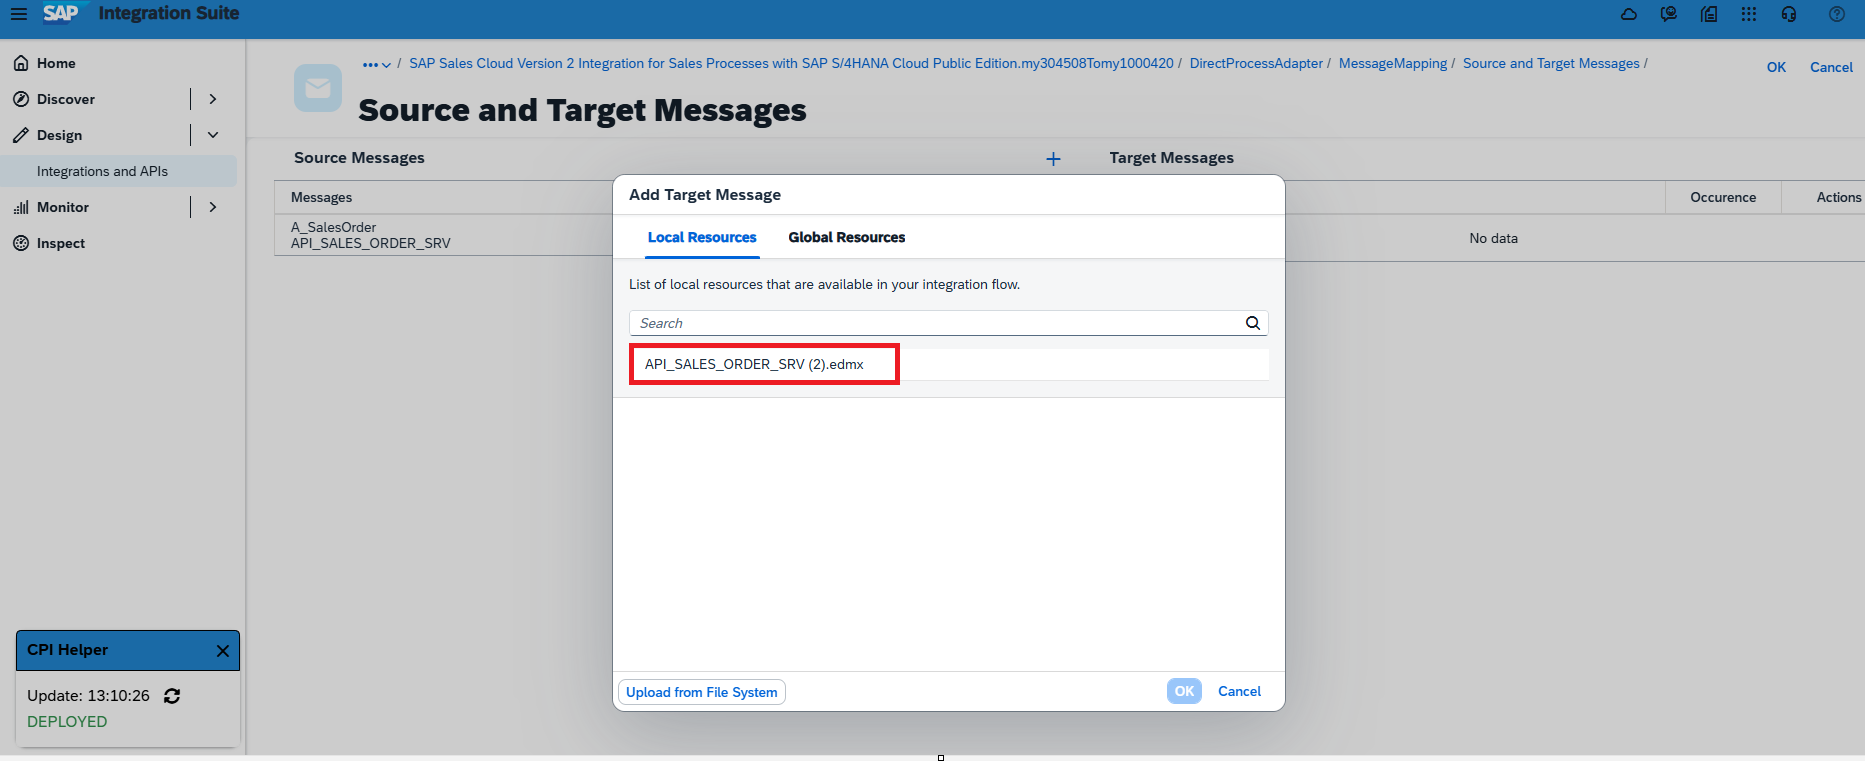 SAP Integration Suite
Home
Discover
Design
Integrations and APIs
Monitor
Inspect
CPI Helper
Update: 13:10:26
DEPLOYED
/ SAP Sales Cloud Version 2 Integration for Sales Processes with SAP S/4HANA Cloud Public Edition.my304508Tomy1000420 / DirectProcessAdapter / MessageMapping / Source and Target Messages /
OK Cancel
Source and Target Messages
Source Messages
Target Messages
Messages
Occurence
Actions
A_SalesOrder
API_SALES_ORDER_SRV
No data
Add Target Message
Local Resources Global Resources
List of local resources that are available in your integration flow.
Search
API_SALES_ORDER_SRV (2).edmx
Upload from File System
OK Cancel